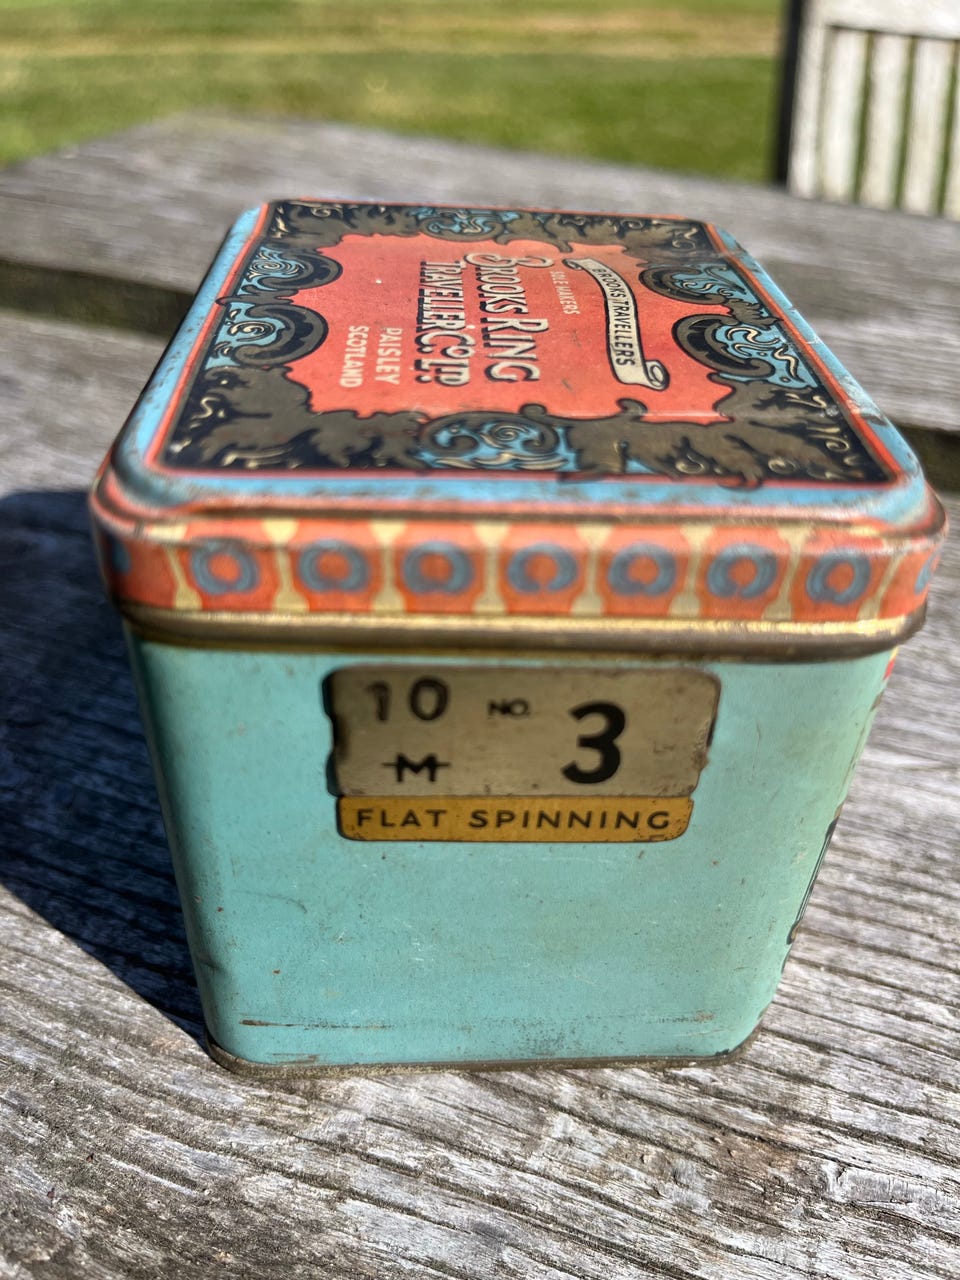 BROOKS TRAVELLERS
SOLE MAKERS
BROOKS RING
TRAVELLER CO. LTD
PAISLEY
SCOTLAND
10 NO. 3
M
FLAT SPINNING